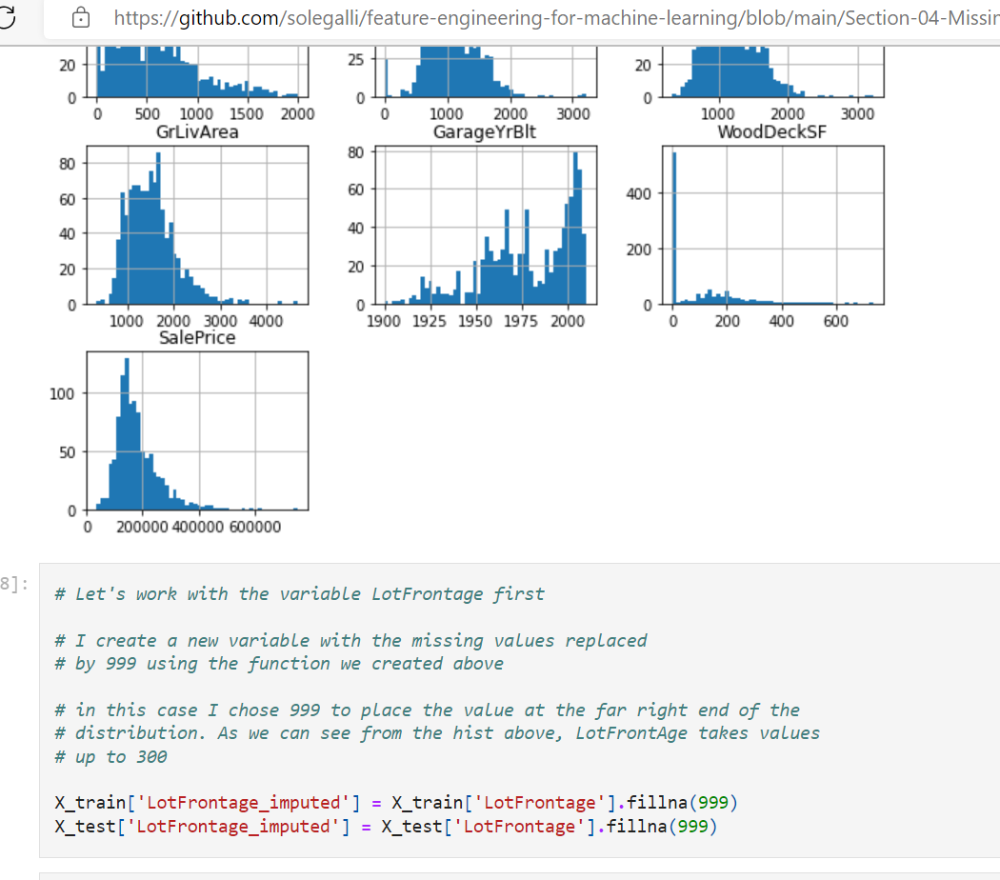 https://github.com/solegalli/feature-engineering-for-machine-learning/blob/main/Section-04-Missin
20
0
0 500 1000 1500 2000
25
0
0 1000 2000 3000
20
0
1000 2000 3000
GrLivArea
80
60
40
20
0
1000 2000 3000 4000
GarageYrBlt
80
60
40
20
0
1900 1925 1950 1975 2000
WoodDeckSF
400
200
0
0 200 400 600
SalePrice
100
50
0
0 200000 400000 600000
8]:
# Let's work with the variable LotFrontage first
# I create a new variable with the missing values replaced
# by 999 using the function we created above
# in this case I chose 999 to place the value at the far right end of the
# distribution. As we can see from the hist above, LotFrontAge takes values
# up to 300
X_train['LotFrontage_imputed'] = X_train['LotFrontage'].fillna(999)
X_test['LotFrontage_imputed'] = X_test['LotFrontage'].fillna(999)